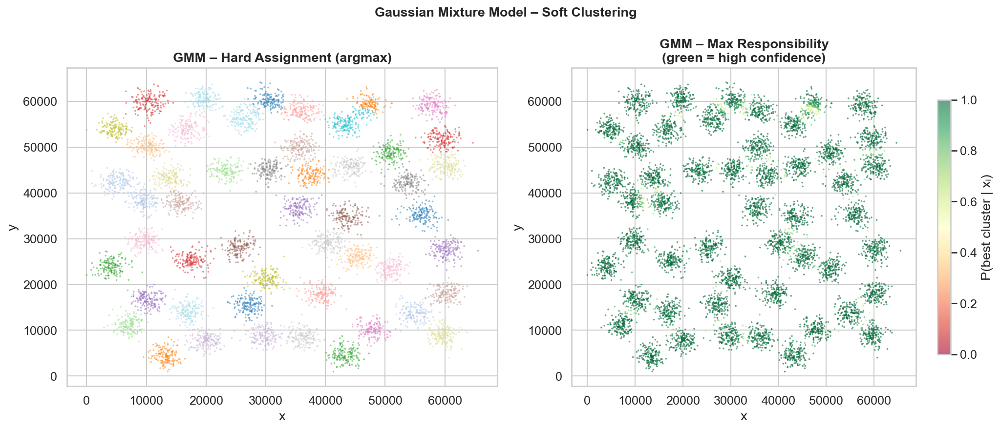 Gaussian Mixture Model – Soft Clustering
GMM – Hard Assignment (argmax)
60000
50000
40000
30000
20000
10000
0
y
0 10000 20000 30000 40000 50000 60000
x
GMM – Max Responsibility
(green = high confidence)
60000
50000
40000
30000
20000
10000
0
y
0 10000 20000 30000 40000 50000 60000
x
1.0
0.8
0.6
0.4
0.2
0.0
P(best cluster | xᵢ)